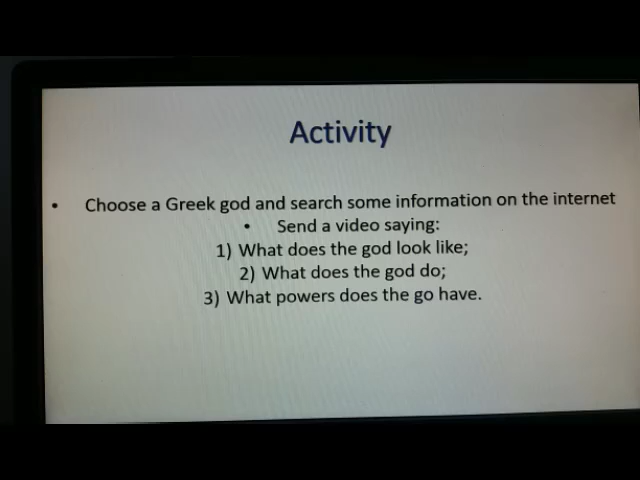 Activity
• Choose a Greek god and search some information on the internet
• Send a video saying:
1) What does the god look like;
2) What does the god do;
3) What powers does the go have.